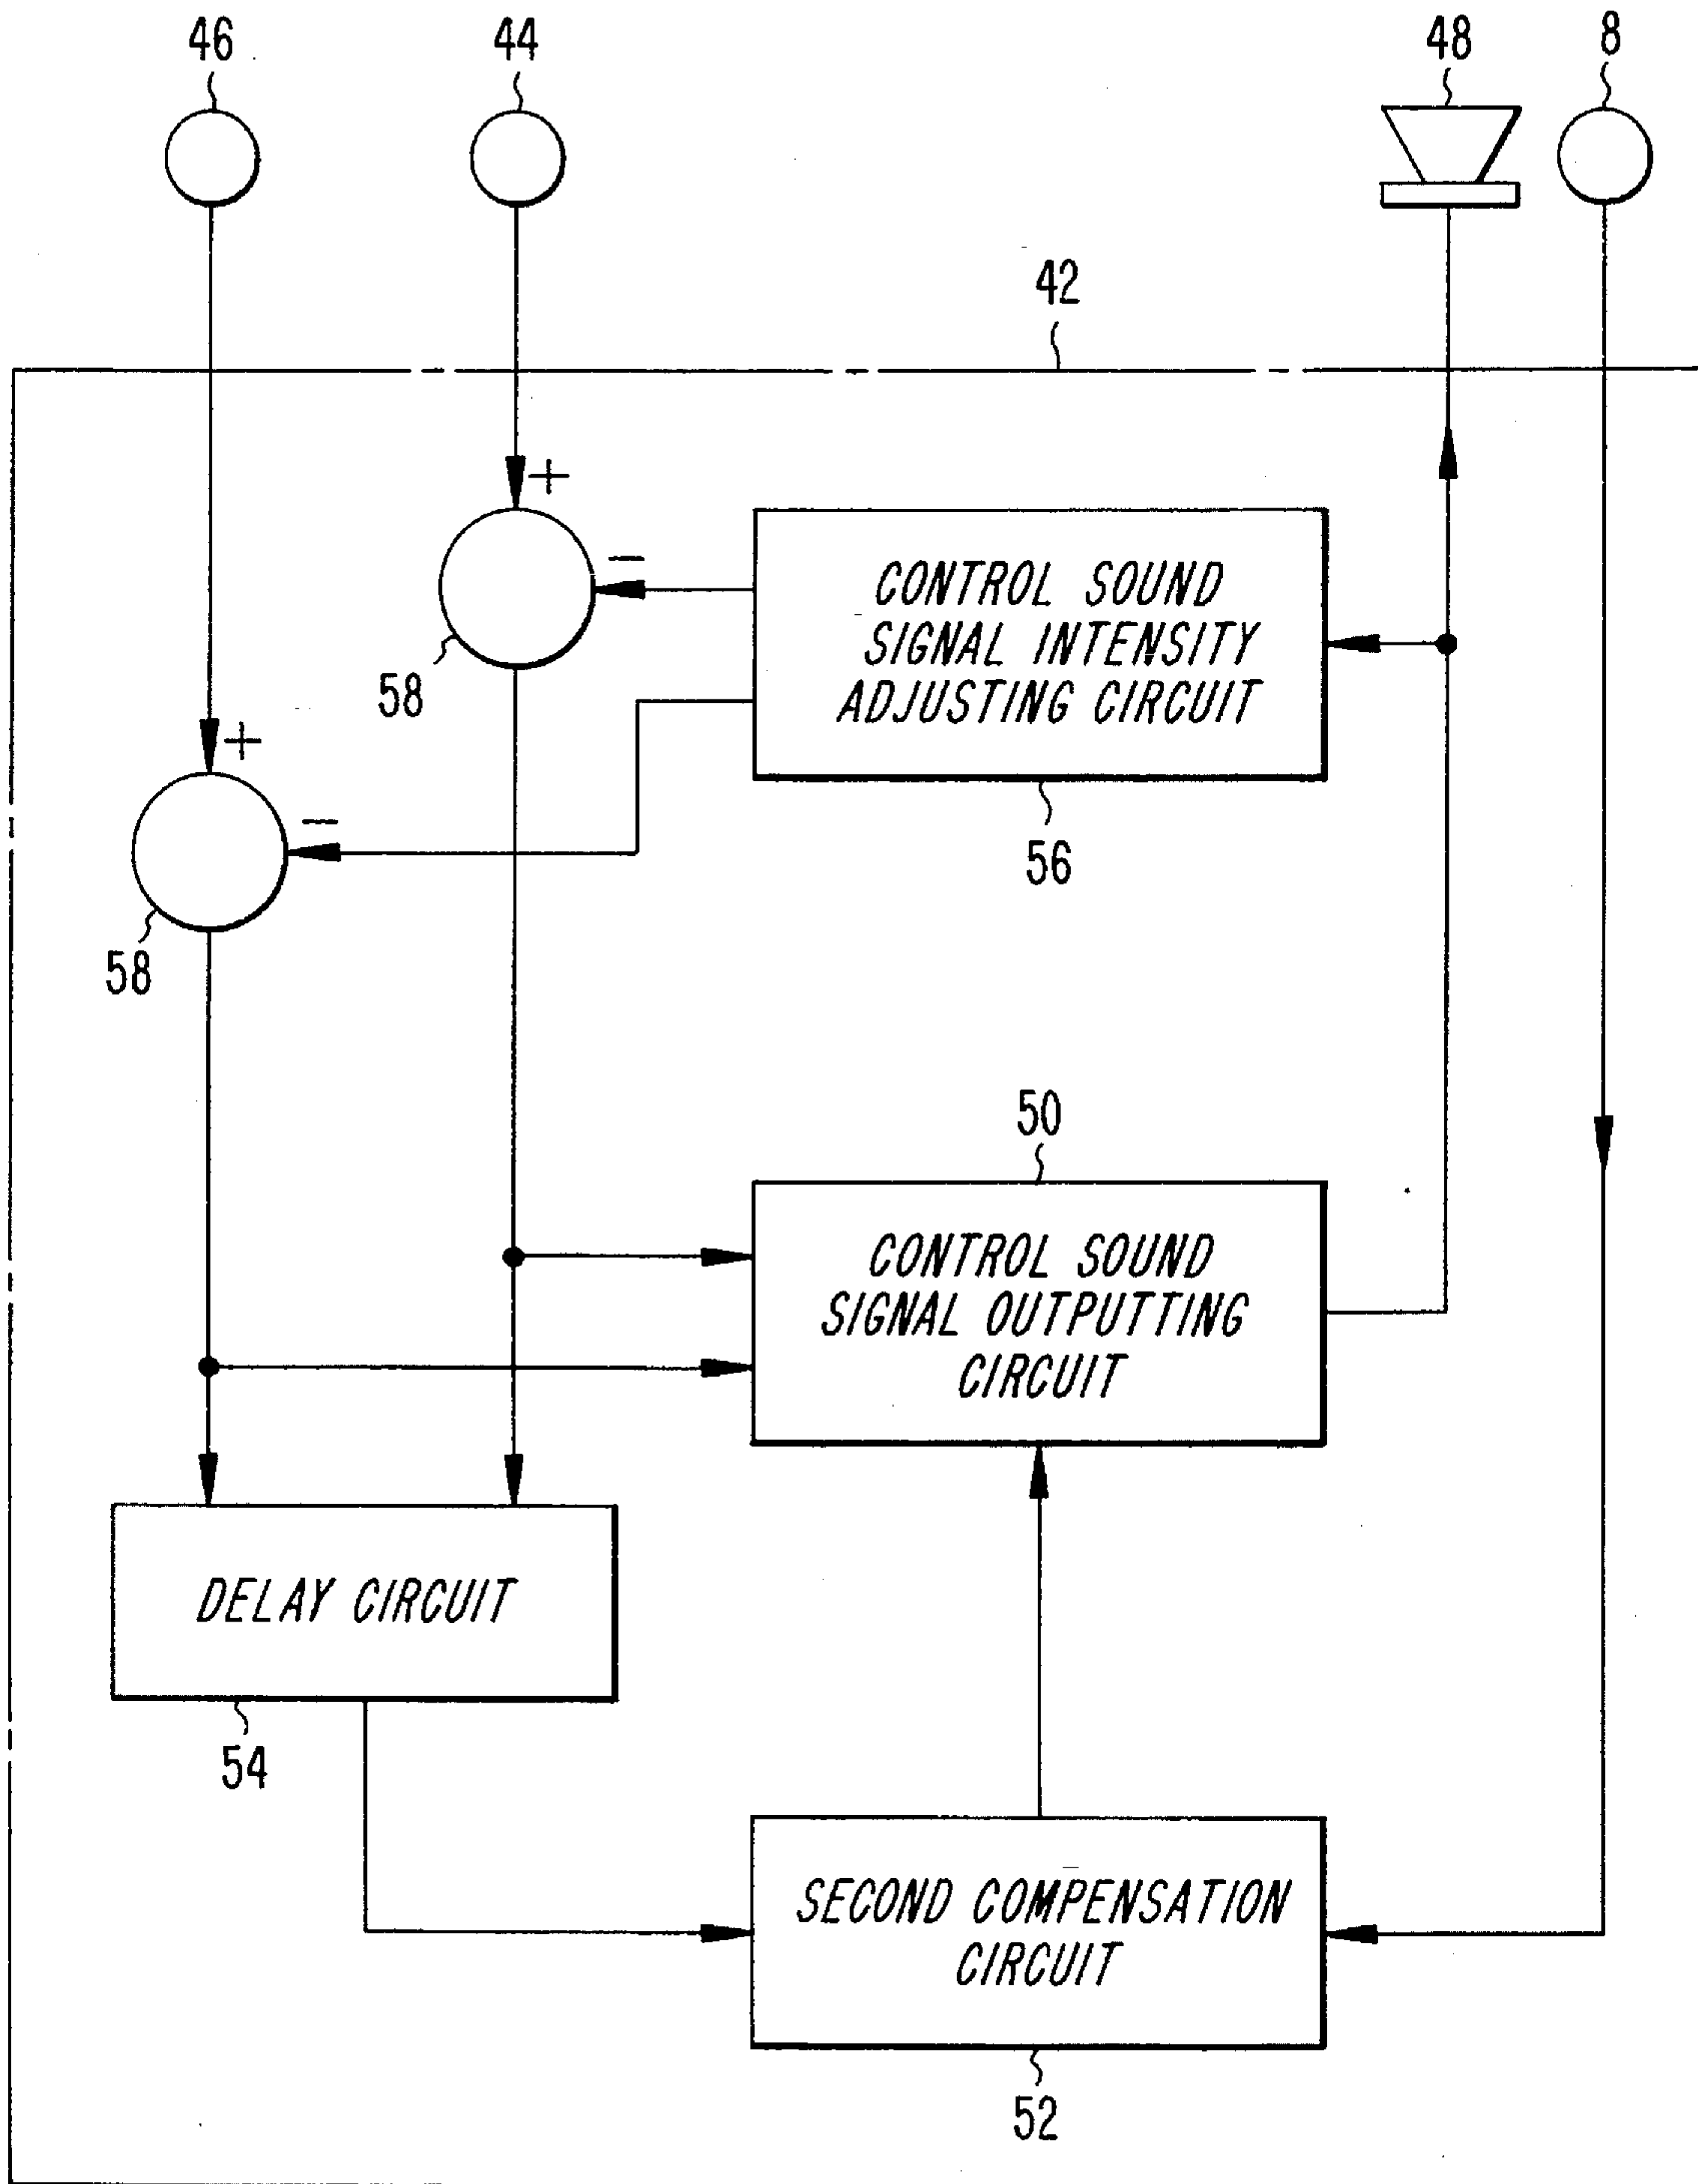 46
44
48
8
42
+
−
CONTROL SOUND
SIGNAL INTENSITY
ADJUSTING CIRCUIT
58
+
−
56
58
50
CONTROL SOUND
SIGNAL OUTPUTTING
CIRCUIT
DELAY CIRCUIT
54
SECOND COMPENSATION
CIRCUIT
52